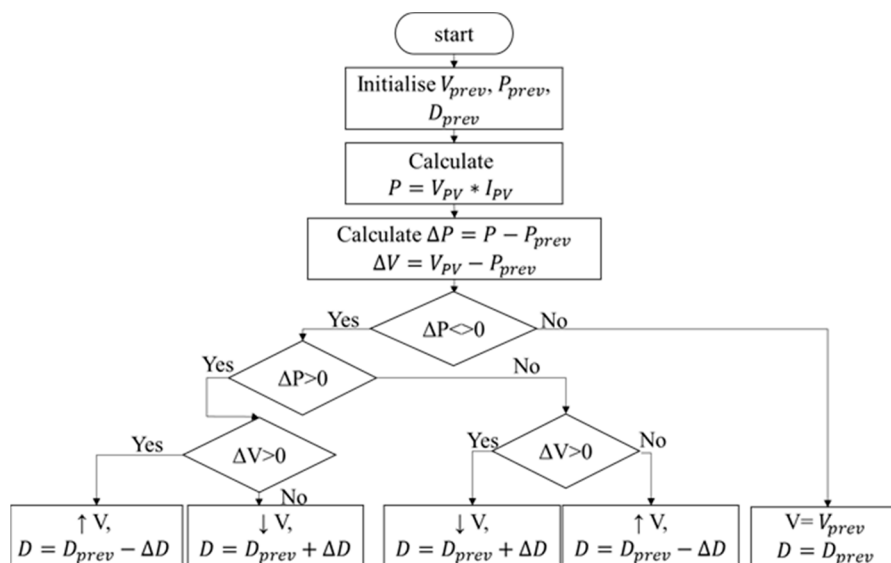 start
Initialise V_prev, P_prev,
D_prev
Calculate
P = V_PV * I_PV
Calculate ΔP = P − P_prev
ΔV = V_PV − P_prev
Yes
ΔP<>0
No
Yes
ΔP>0
No
Yes
ΔV>0
No
Yes
ΔV>0
No
↑ V,
D = D_prev − ΔD
↓ V,
D = D_prev + ΔD
↓ V,
D = D_prev + ΔD
↑ V,
D = D_prev − ΔD
V= V_prev
D = D_prev